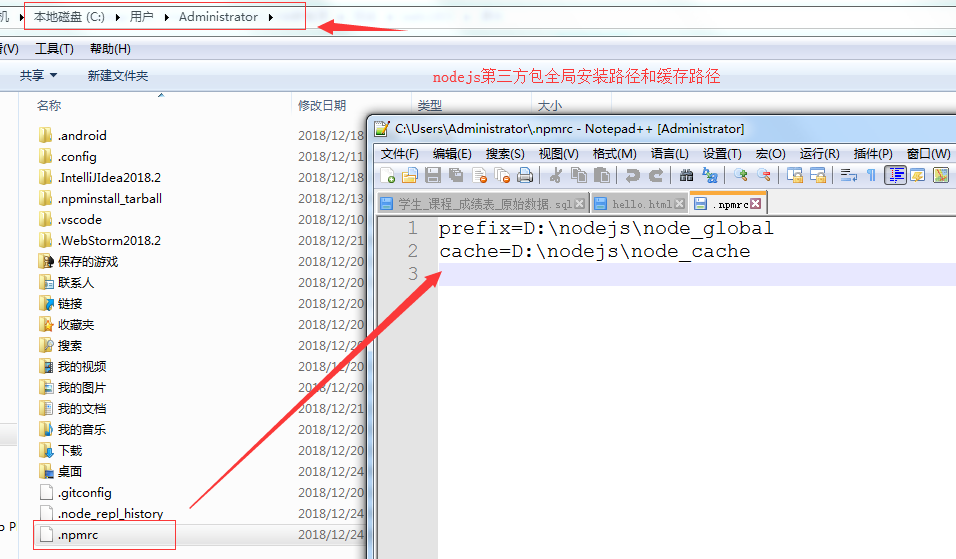 机 ▸ 本地磁盘 (C:) ▸ 用户 ▸ Administrator ▸
看(V) 工具(T) 帮助(H)
共享 新建文件夹
nodejs第三方包全局安装路径和缓存路径
名称 修改日期 类型 大小
.android 2018/12/18
.config 2018/12/11
.IntelliJIdea2018.2 2018/12/18
.npminstall_tarball 2018/12/13
.vscode 2018/12/20
.WebStorm2018.2 2018/12/20
保存的游戏 2018/12/20
联系人 2018/12/20
链接 2018/12/20
收藏夹 2018/12/20
搜索 2018/12/20
我的视频 2018/12/20
我的图片 2018/12/20
我的文档 2018/12/21
我的音乐 2018/12/20
下载 2018/12/20
桌面 2018/12/24
.gitconfig 2018/12/20
.node_repl_history 2018/12/24
.npmrc 2018/12/24
C:\Users\Administrator\.npmrc - Notepad++ [Administrator]
文件(F) 编辑(E) 搜索(S) 视图(V) 格式(M) 语言(L) 设置(T) 宏(O) 运行(R) 插件(P) 窗口(W)
学生_课程_成绩表_原始数据.sql hello.html .npmrc
1 prefix=D:\nodejs\node_global
2 cache=D:\nodejs\node_cache
3